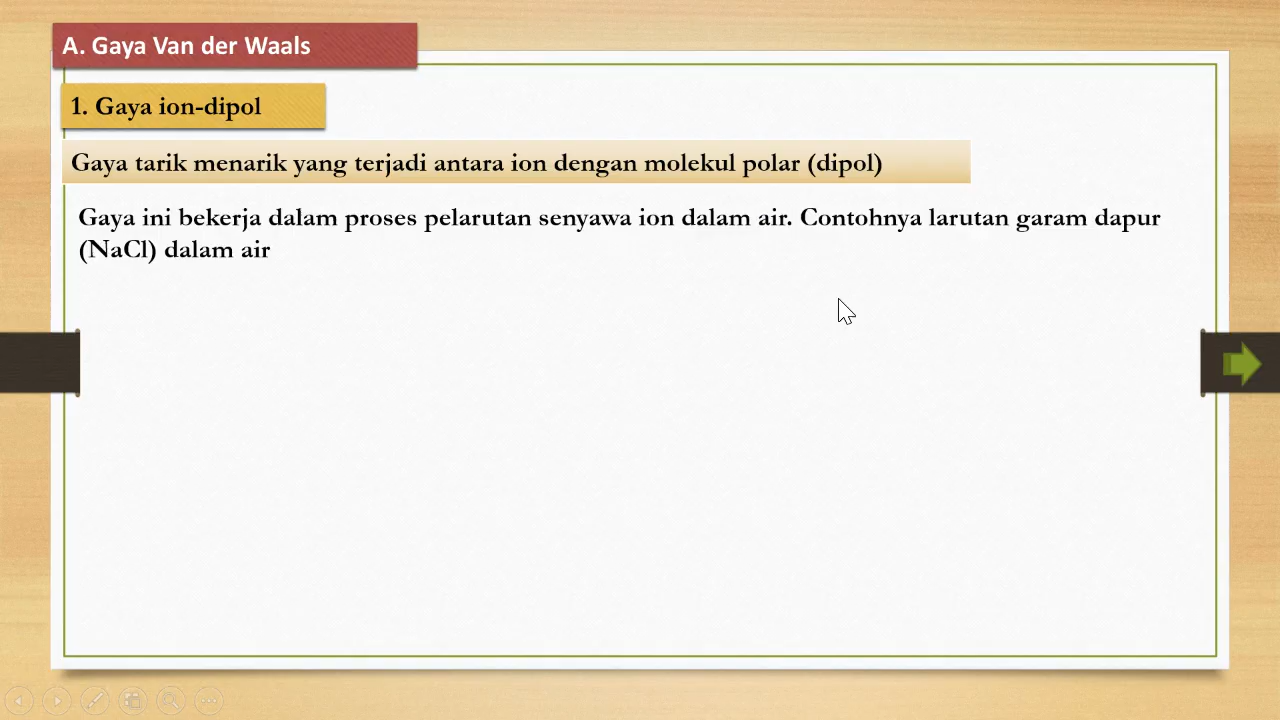 A. Gaya Van der Waals
1. Gaya ion-dipol
Gaya tarik menarik yang terjadi antara ion dengan molekul polar (dipol)
Gaya ini bekerja dalam proses pelarutan senyawa ion dalam air. Contohnya larutan garam dapur
(NaCl) dalam air